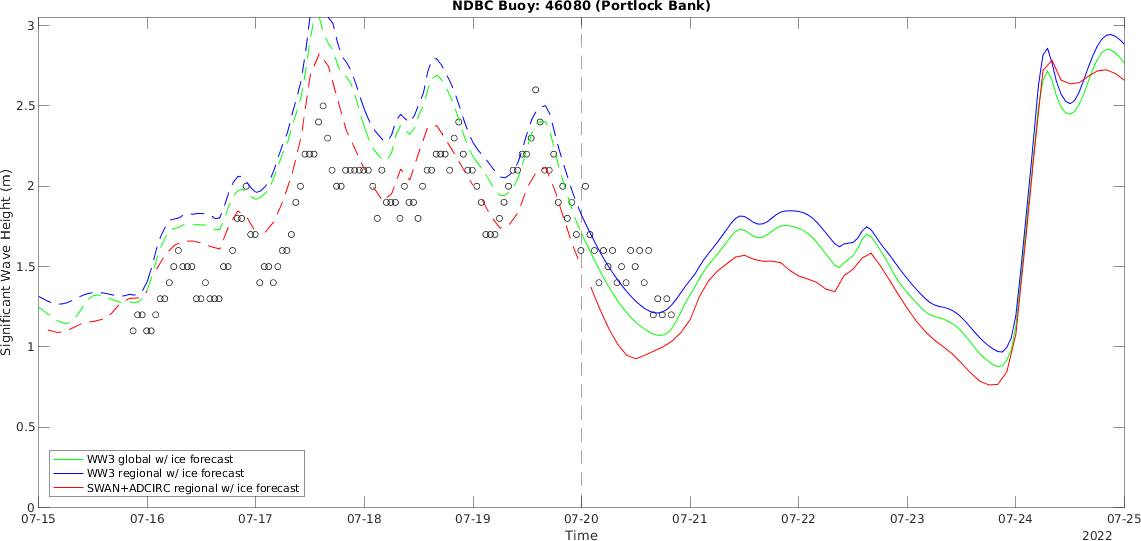 NDBC Buoy: 46080 (Portlock Bank)
3
2.5
2
1.5
1
0.5
0
Significant Wave Height (m)
WW3 global w/ ice forecast
WW3 regional w/ ice forecast
SWAN+ADCIRC regional w/ ice forecast
07-15 07-16 07-17 07-18 07-19 07-20 07-21 07-22 07-23 07-24 07-25
Time
2022